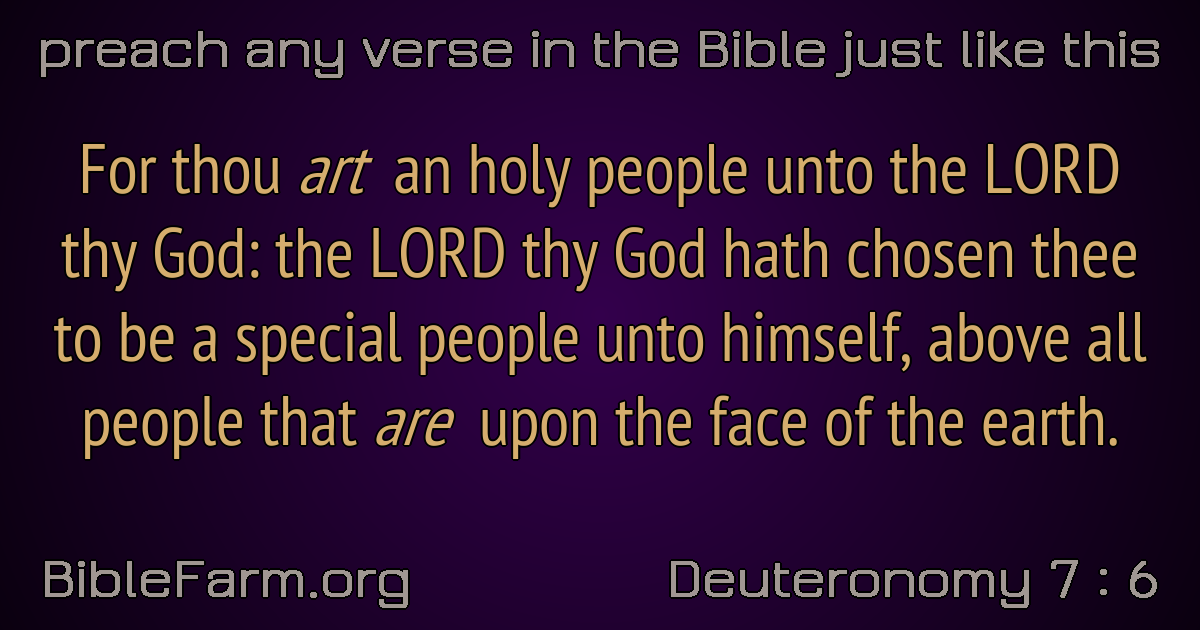 preach any verse in the Bible just like this
For thou art an holy people unto the LORD
thy God: the LORD thy God hath chosen thee
to be a special people unto himself, above all
people that are upon the face of the earth.
BibleFarm.org
Deuteronomy 7 : 6